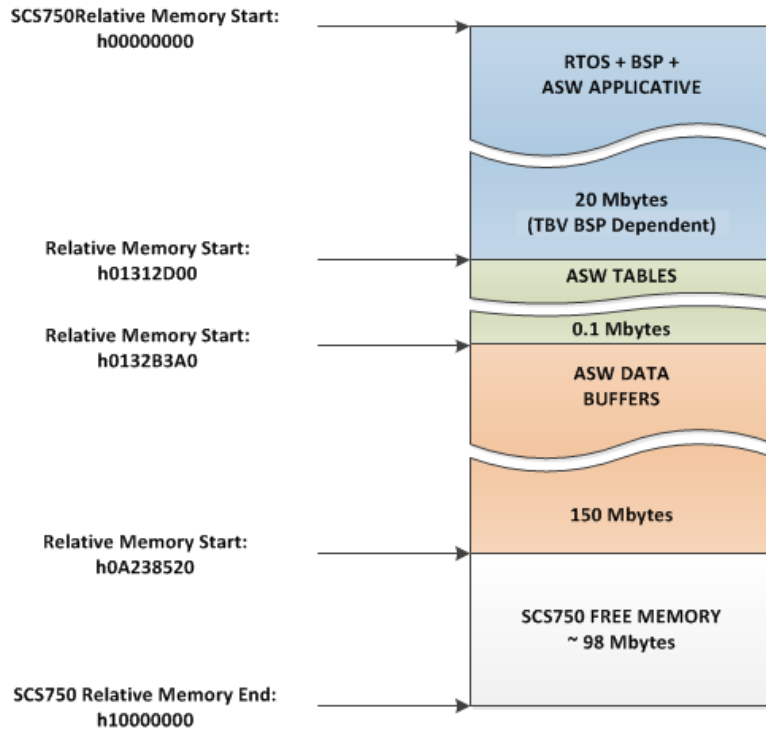 SCS750Relative Memory Start:
h00000000
RTOS + BSP +
ASW APPLICATIVE
20 Mbytes
(TBV BSP Dependent)
Relative Memory Start:
h01312D00
ASW TABLES
0.1 Mbytes
Relative Memory Start:
h0132B3A0
ASW DATA
BUFFERS
150 Mbytes
Relative Memory Start:
h0A238520
SCS750 FREE MEMORY
~ 98 Mbytes
SCS750 Relative Memory End:
h10000000